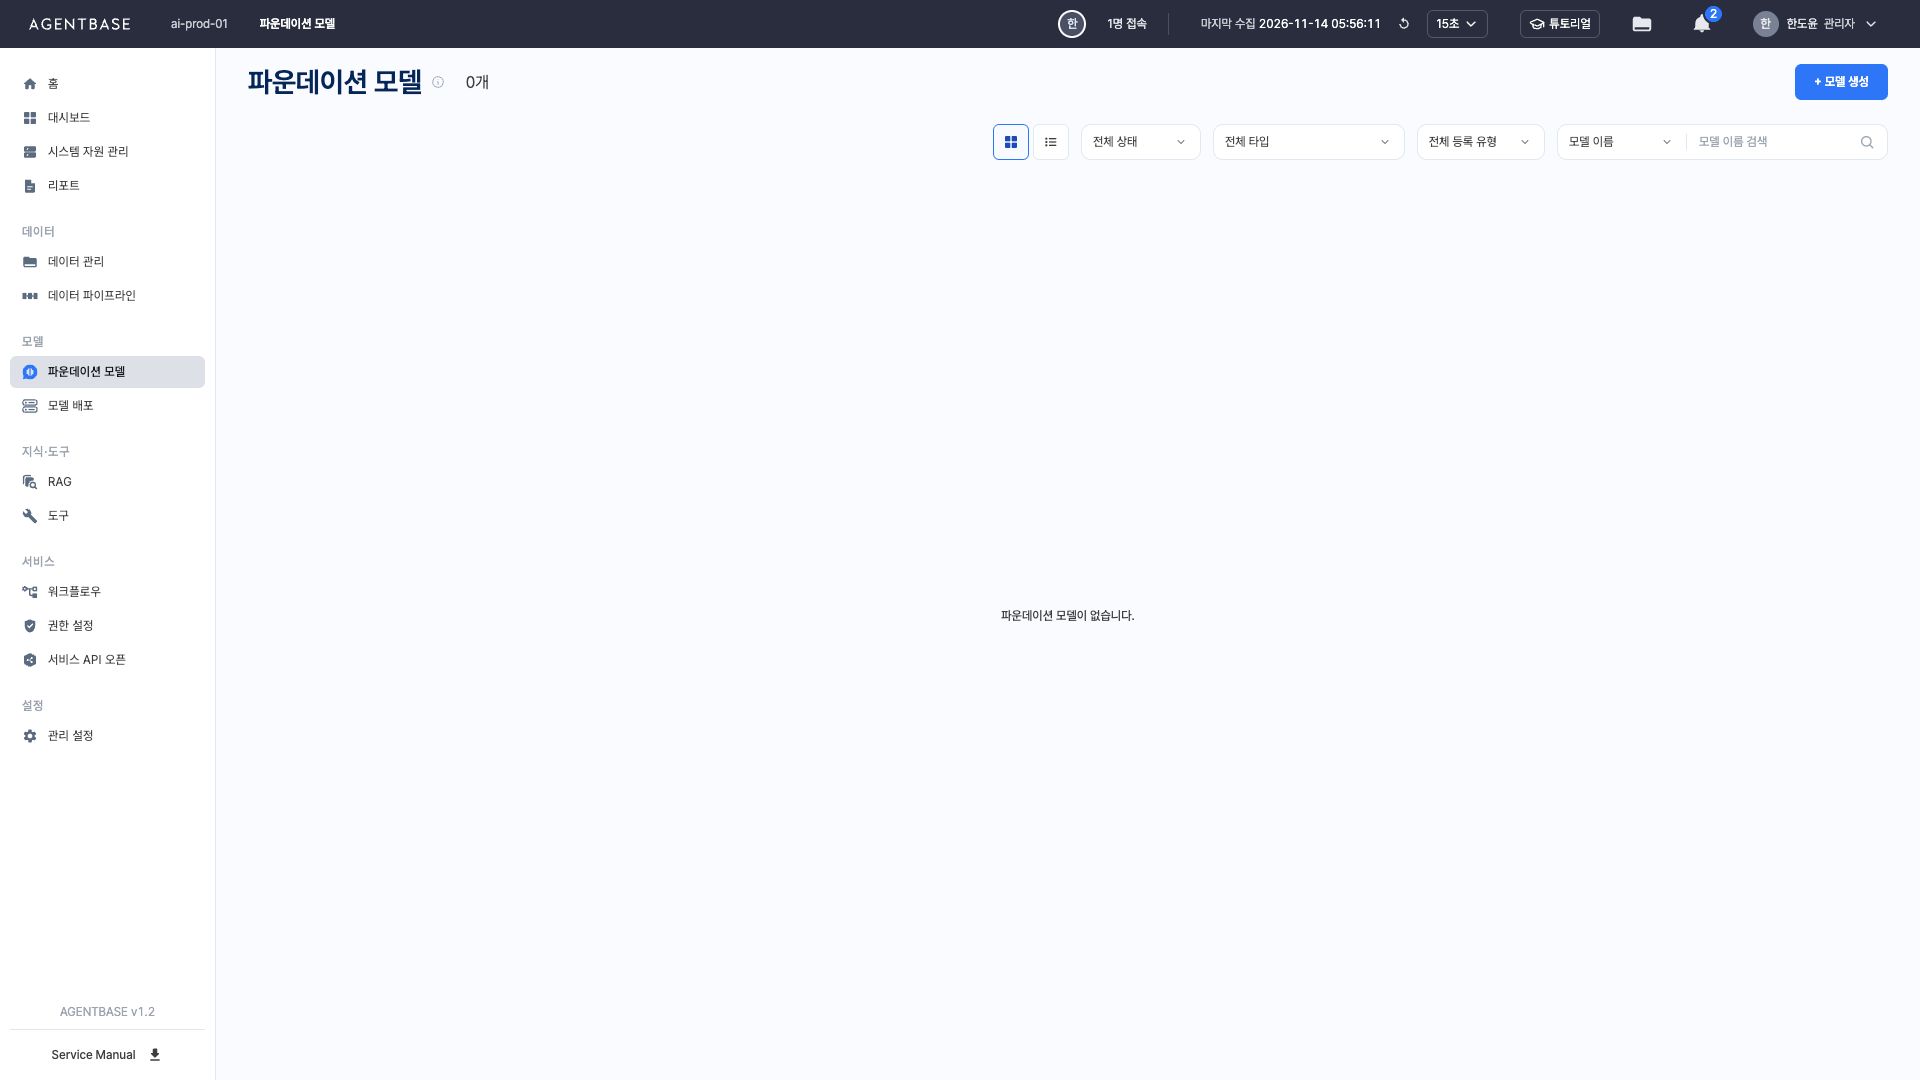 AGENTBASE
ai-prod-01
파운데이션 모델
한
1명 접속
마지막 수집 2026-11-14 05:56:11
15초
튜토리얼
2
한
한도윤 관리자
홈
대시보드
시스템 자원 관리
리포트
데이터
데이터 관리
데이터 파이프라인
모델
파운데이션 모델
모델 배포
지식·도구
RAG
도구
서비스
워크플로우
권한 설정
서비스 API 오픈
설정
관리 설정
AGENTBASE v1.2
Service Manual
파운데이션 모델
0개
+ 모델 생성
전체 상태
전체 타입
전체 등록 유형
모델 이름
모델 이름 검색
파운데이션 모델이 없습니다.